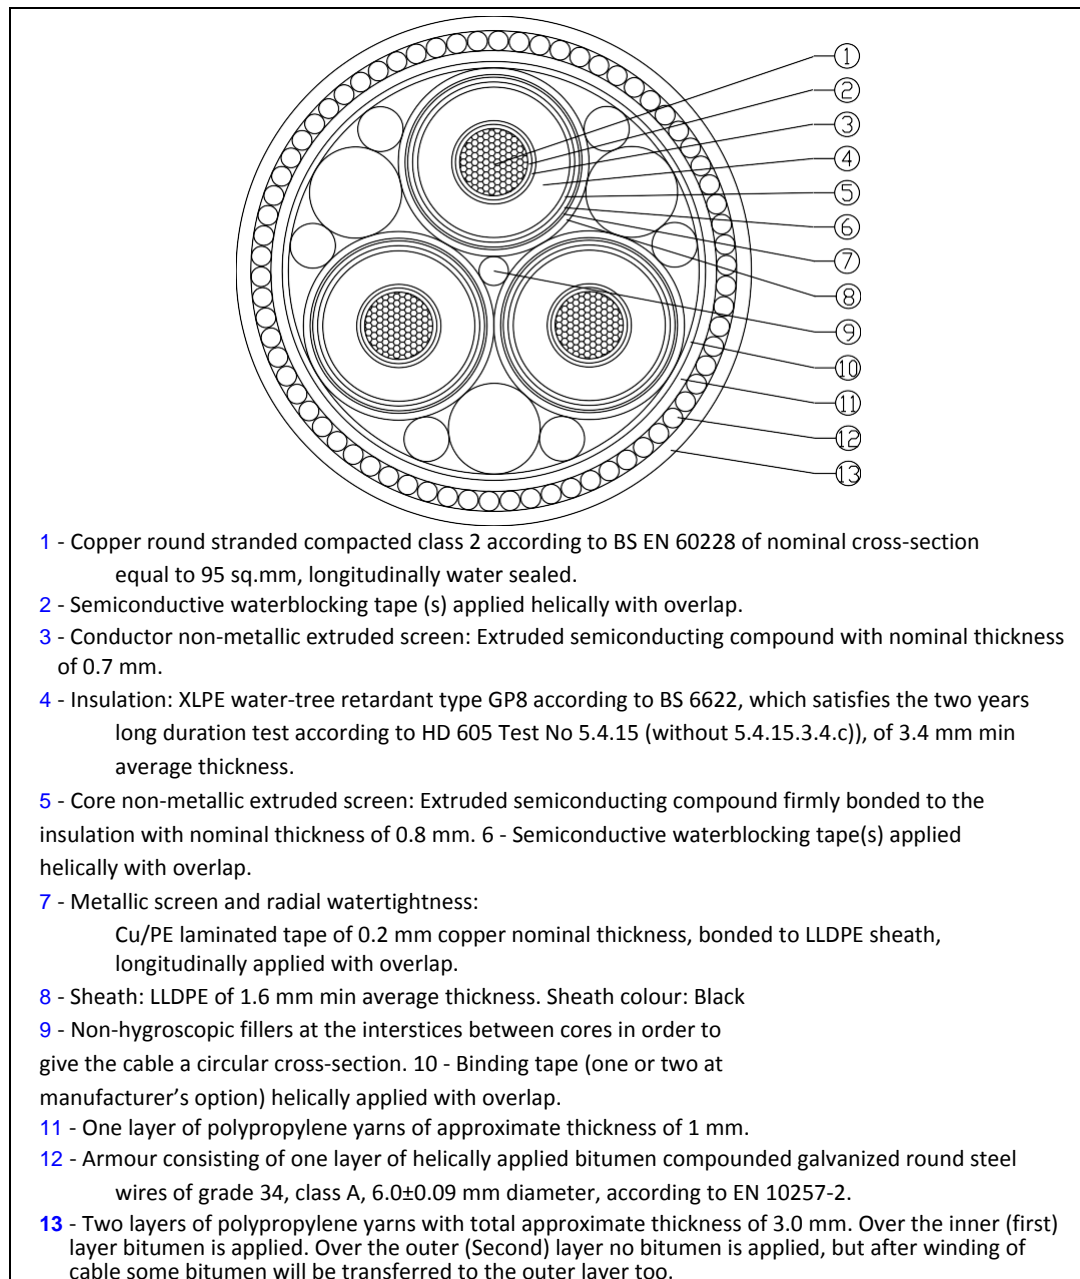 1
2
3
4
5
6
7
8
9
10
11
12
13
1 - Copper round stranded compacted class 2 according to BS EN 60228 of nominal cross-section
equal to 95 sq.mm, longitudinally water sealed.
2 - Semiconductive waterblocking tape (s) applied helically with overlap.
3 - Conductor non-metallic extruded screen: Extruded semiconducting compound with nominal thickness
of 0.7 mm.
4 - Insulation: XLPE water-tree retardant type GP8 according to BS 6622, which satisfies the two years
long duration test according to HD 605 Test No 5.4.15 (without 5.4.15.3.4.c)), of 3.4 mm min
average thickness.
5 - Core non-metallic extruded screen: Extruded semiconducting compound firmly bonded to the
insulation with nominal thickness of 0.8 mm. 6 - Semiconductive waterblocking tape(s) applied
helically with overlap.
7 - Metallic screen and radial watertightness:
Cu/PE laminated tape of 0.2 mm copper nominal thickness, bonded to LLDPE sheath,
longitudinally applied with overlap.
8 - Sheath: LLDPE of 1.6 mm min average thickness. Sheath colour: Black
9 - Non-hygroscopic fillers at the interstices between cores in order to
give the cable a circular cross-section. 10 - Binding tape (one or two at
manufacturer’s option) helically applied with overlap.
11 - One layer of polypropylene yarns of approximate thickness of 1 mm.
12 - Armour consisting of one layer of helically applied bitumen compounded galvanized round steel
wires of grade 34, class A, 6.0±0.09 mm diameter, according to EN 10257-2.
13 - Two layers of polypropylene yarns with total approximate thickness of 3.0 mm. Over the inner (first)
layer bitumen is applied. Over the outer (Second) layer no bitumen is applied, but after winding of
cable some bitumen will be transferred to the outer layer too.